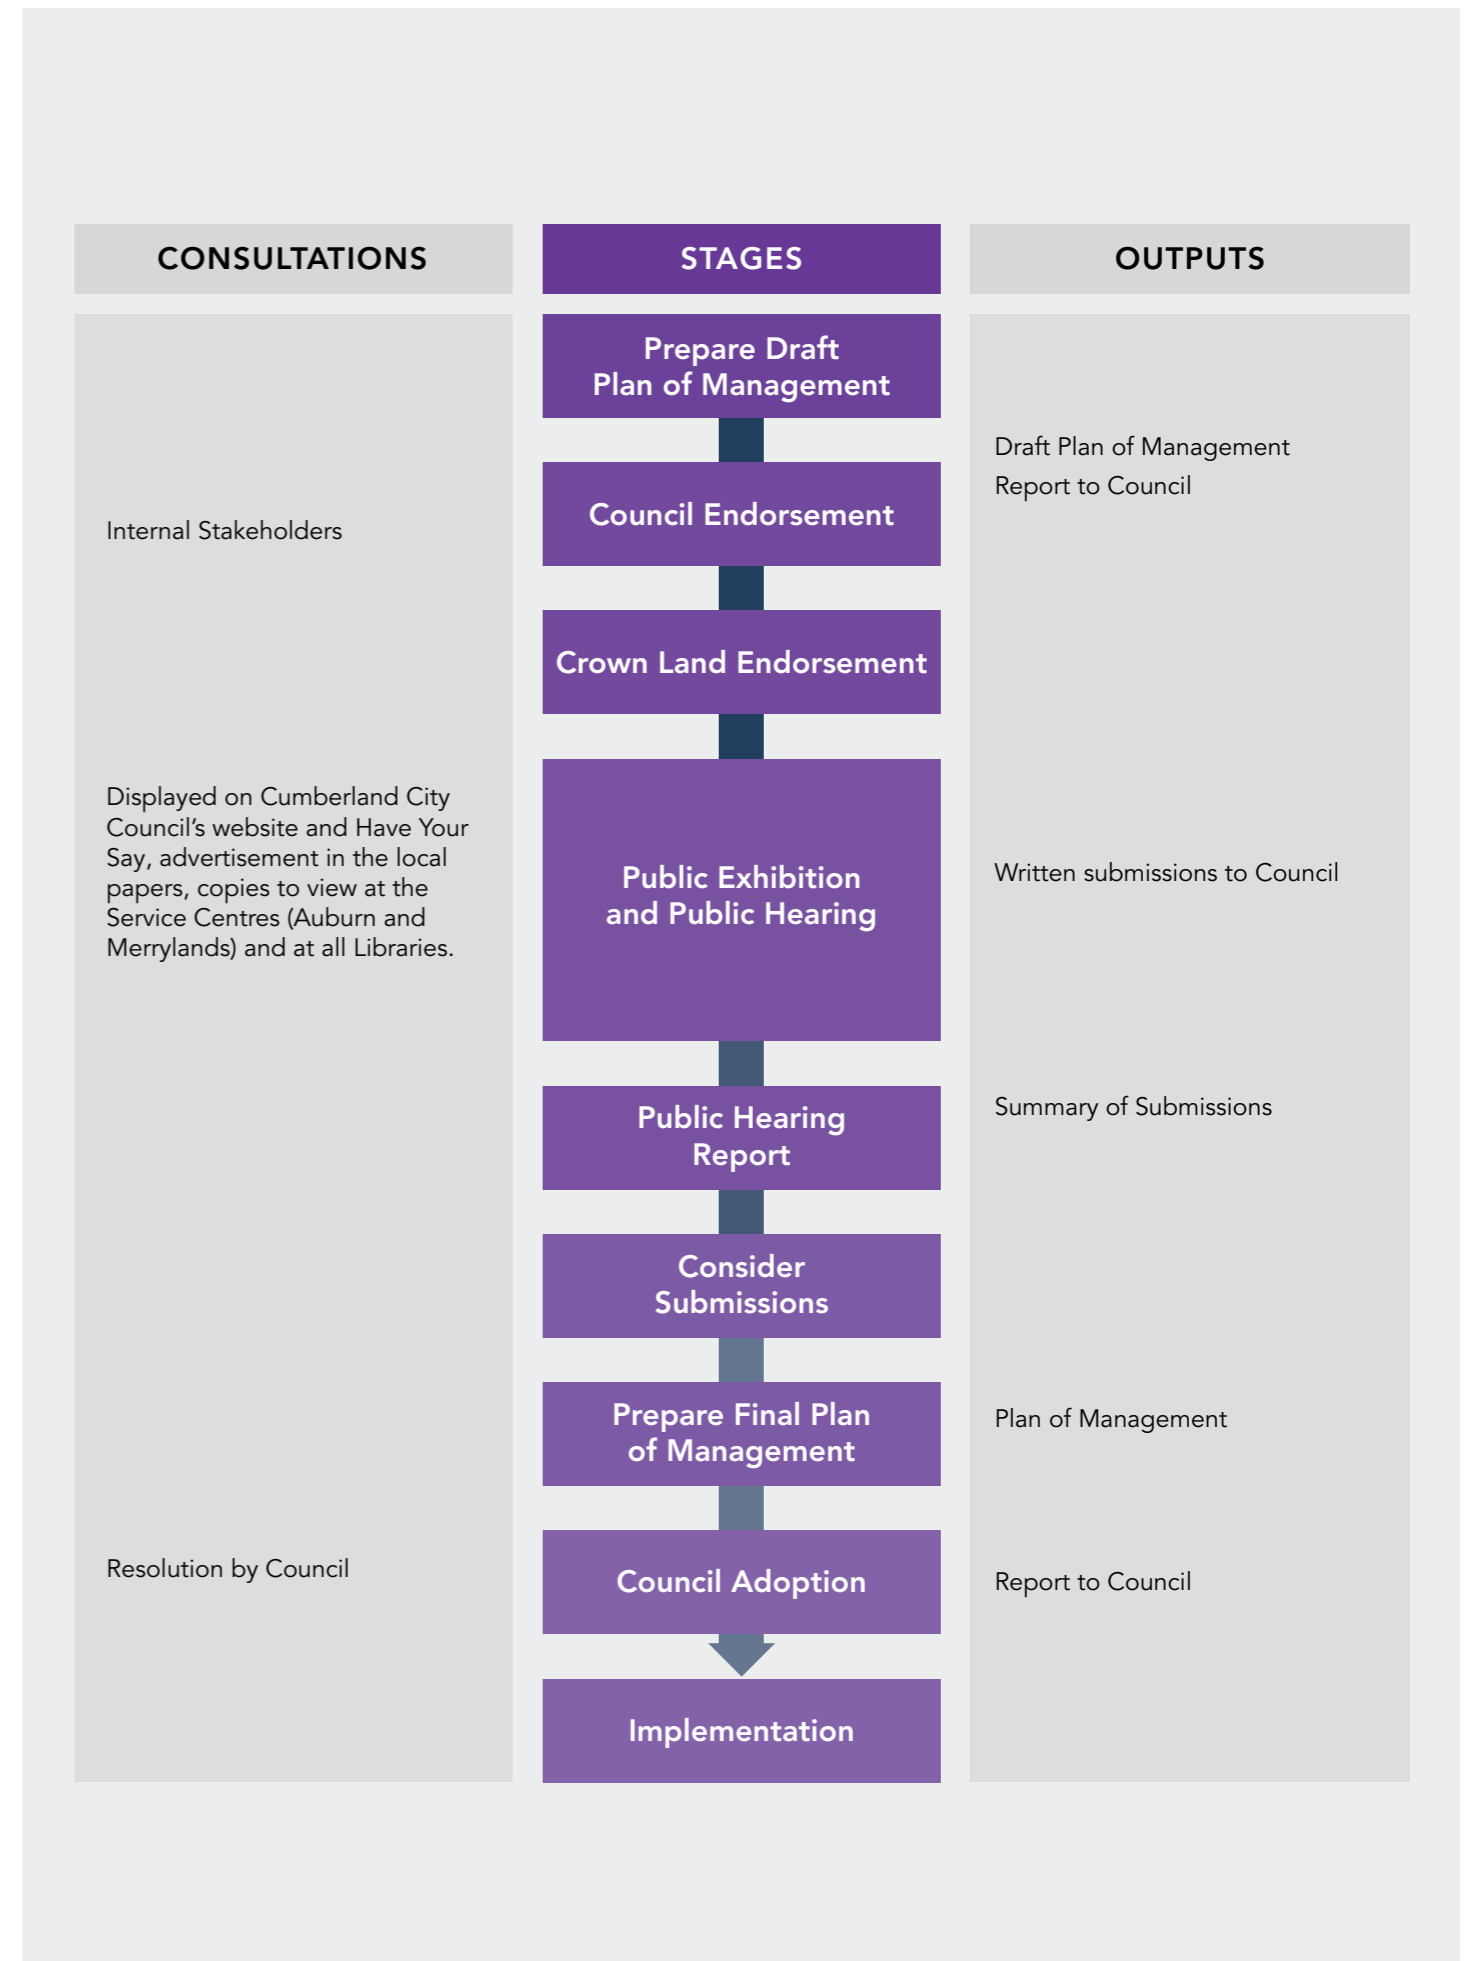 CONSULTATIONS
STAGES
OUTPUTS
Internal Stakeholders
Displayed on Cumberland City
Council’s website and Have Your
Say, advertisement in the local
papers, copies to view at the
Service Centres (Auburn and
Merrylands) and at all Libraries.
Resolution by Council
Prepare Draft
Plan of Management
Council Endorsement
Crown Land Endorsement
Public Exhibition
and Public Hearing
Public Hearing
Report
Consider
Submissions
Prepare Final Plan
of Management
Council Adoption
Implementation
Draft Plan of Management
Report to Council
Written submissions to Council
Summary of Submissions
Plan of Management
Report to Council